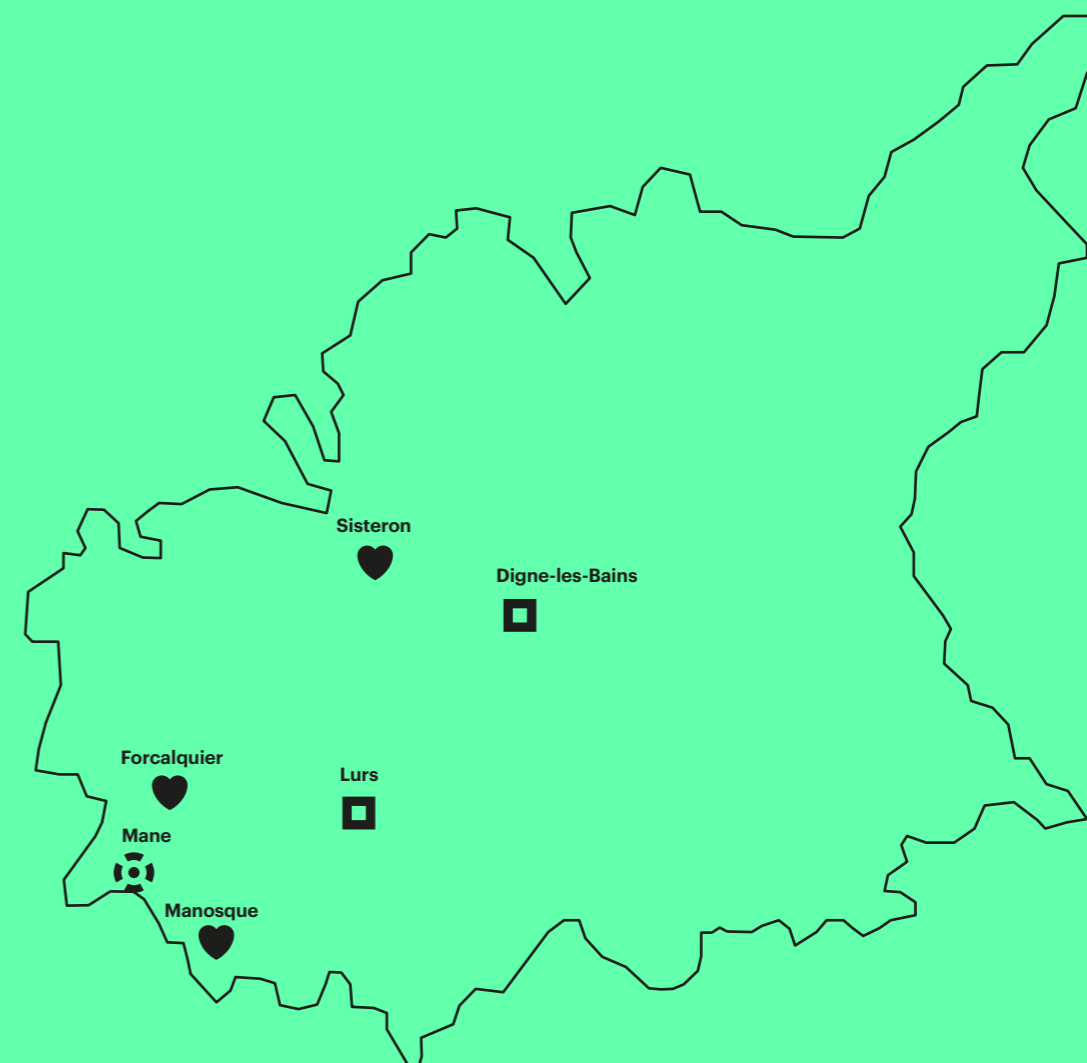 Sisteron
Digne-les-Bains
Forcalquier
Lurs
Mane
Manosque